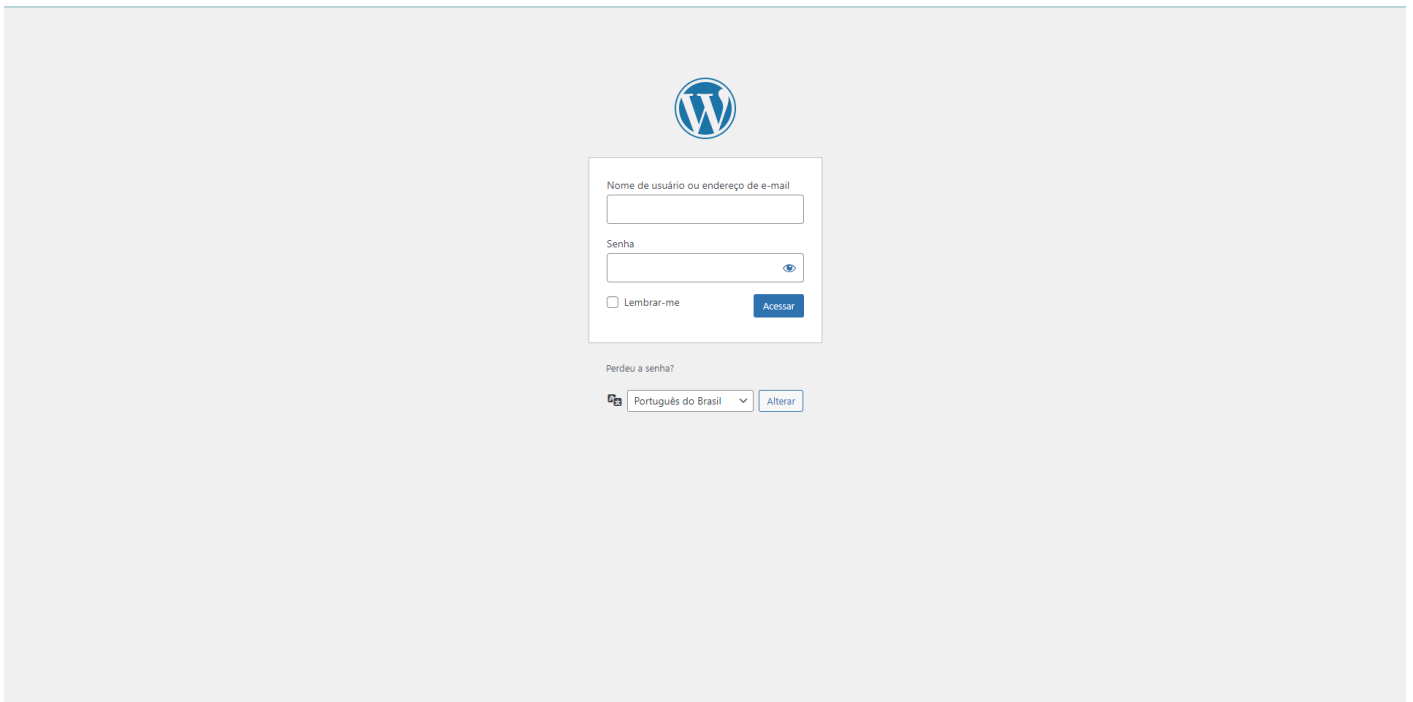 Nome de usuário ou endereço de e-mail
Senha
Lembrar-me
Acessar
Perdeu a senha?
Português do Brasil
Alterar